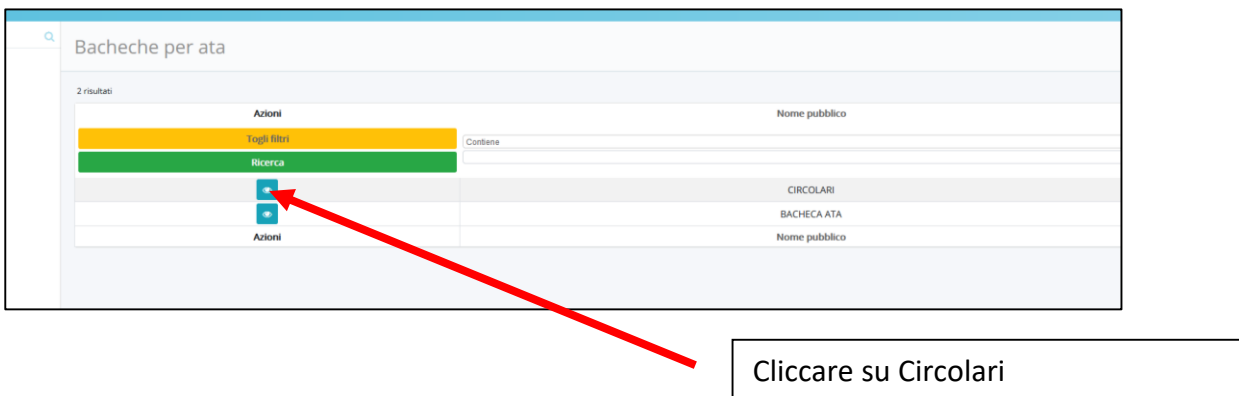 Bacheche per ata
2 risultati
Azioni Nome pubblico
Togli filtri Contiene
Ricerca
CIRCOLARI
BACHECA ATA
Azioni Nome pubblico
Cliccare su Circolari